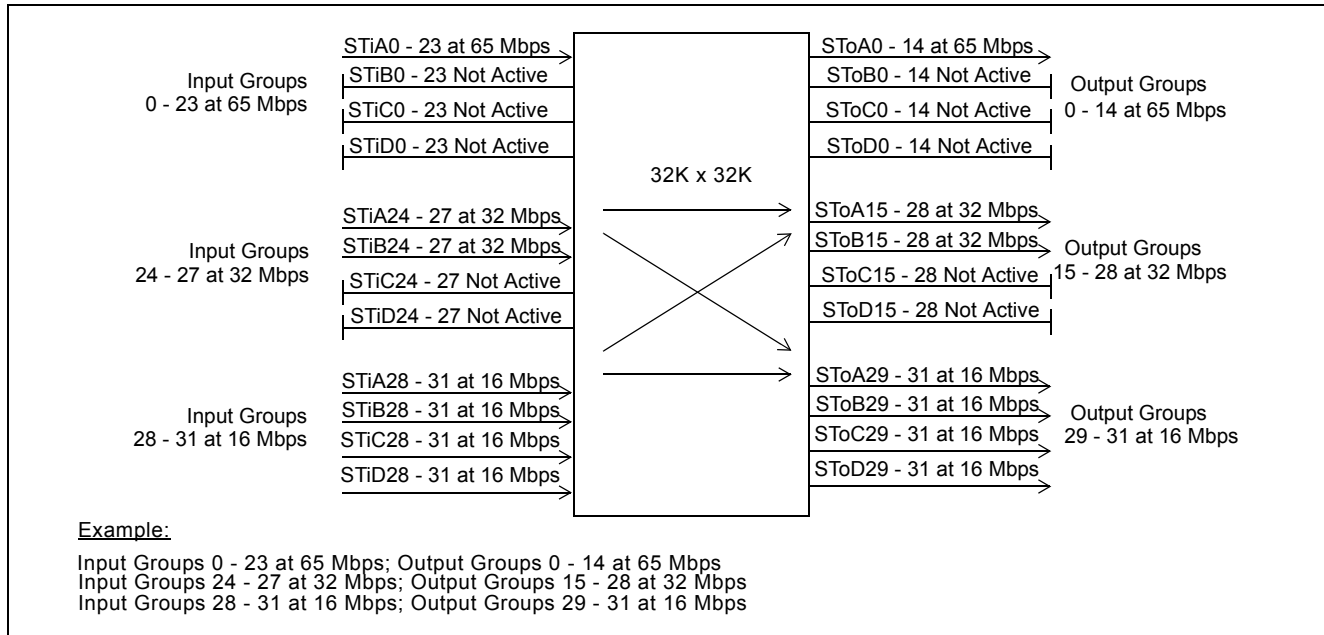 Input Groups
0 - 23 at 65 Mbps
STiA0 - 23 at 65 Mbps
STiB0 - 23 Not Active
STiC0 - 23 Not Active
STiD0 - 23 Not Active
Input Groups
24 - 27 at 32 Mbps
STiA24 - 27 at 32 Mbps
STiB24 - 27 at 32 Mbps
STiC24 - 27 Not Active
STiD24 - 27 Not Active
Input Groups
28 - 31 at 16 Mbps
STiA28 - 31 at 16 Mbps
STiB28 - 31 at 16 Mbps
STiC28 - 31 at 16 Mbps
STiD28 - 31 at 16 Mbps
32K x 32K
SToA0 - 14 at 65 Mbps
SToB0 - 14 Not Active
SToC0 - 14 Not Active
SToD0 - 14 Not Active
Output Groups
0 - 14 at 65 Mbps
SToA15 - 28 at 32 Mbps
SToB15 - 28 at 32 Mbps
SToC15 - 28 Not Active
SToD15 - 28 Not Active
Output Groups
15 - 28 at 32 Mbps
SToA29 - 31 at 16 Mbps
SToB29 - 31 at 16 Mbps
SToC29 - 31 at 16 Mbps
SToD29 - 31 at 16 Mbps
Output Groups
29 - 31 at 16 Mbps
Example:
Input Groups 0 - 23 at 65 Mbps; Output Groups 0 - 14 at 65 Mbps
Input Groups 24 - 27 at 32 Mbps; Output Groups 15 - 28 at 32 Mbps
Input Groups 28 - 31 at 16 Mbps; Output Groups 29 - 31 at 16 Mbps